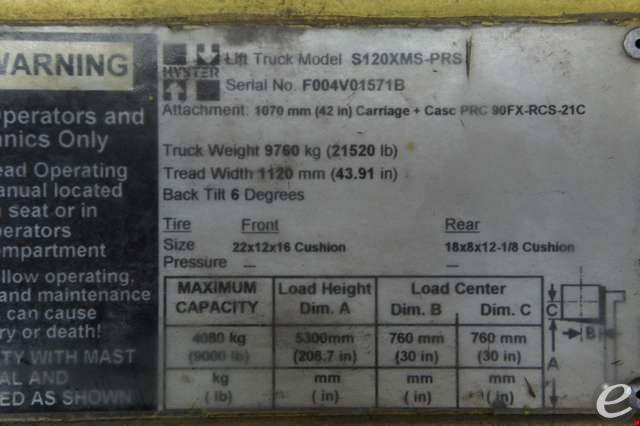 WARNING
Operators and
anics Only
ead Operating
anual located
seat or in
perators
mpartment
llow operating,
and maintenance
can cause
ry or death!
TY WITH MAST
AL AND
ED AS SHOWN
HYSTER
Lift Truck Model S120XMS-PRS
Serial No. F004V01571B
Attachment: 1070 mm (42 in) Carriage + Casc PRC 90FX-RCS-21C
Truck Weight 9760 kg (21520 lb)
Tread Width 1120 mm (43.91 in)
Back Tilt 6 Degrees
Tire Front Rear
Size 22x12x16 Cushion 18x8x12-1/8 Cushion
Pressure — —
MAXIMUM CAPACITY Load Height Dim. A Load Center Dim. B Dim. C
4080 kg 5300mm 760 mm 760 mm
(9000 lb) (208.7 in) (30 in) (30 in)
kg mm mm mm
( lb) ( in) ( in) ( in)
C
B
A
e